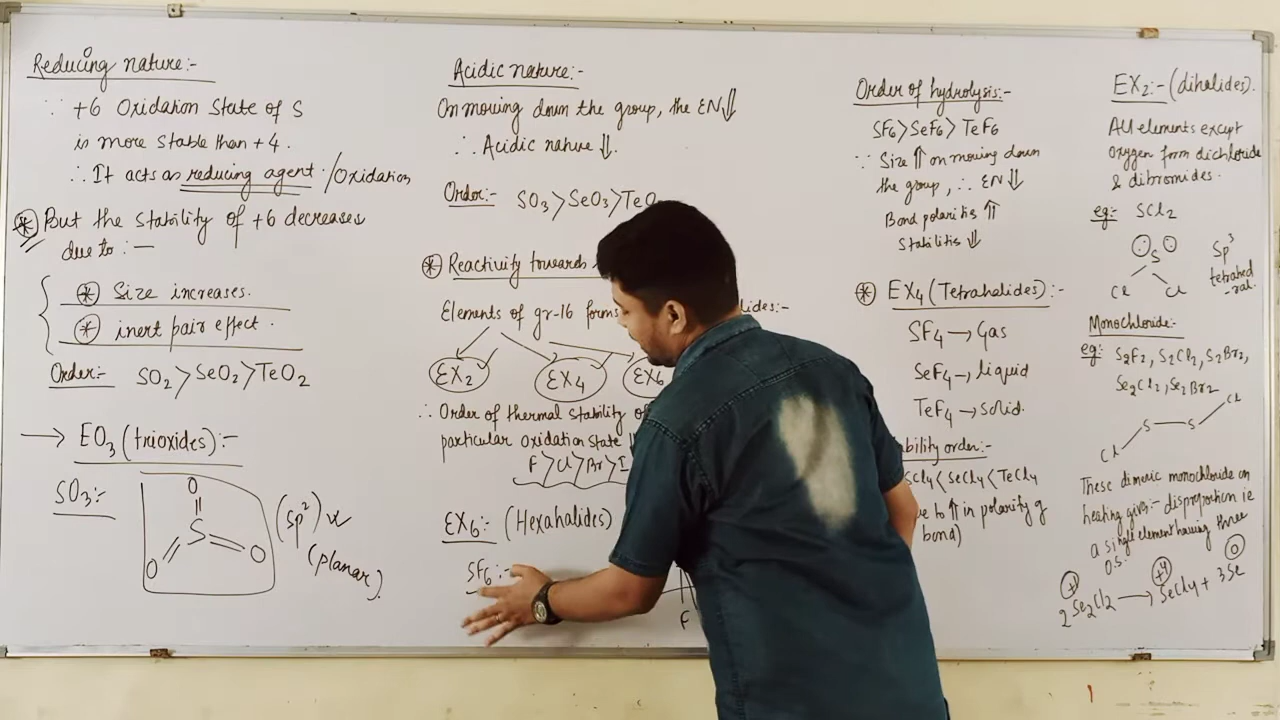 Reducing nature:-
∵ +6 Oxidation State of S
is more stable than +4.
∴ It acts as reducing agent /Oxidation
* But the stability of +6 decreases
due to :-
* Size increases.
* inert pair effect.
Order:- SO2 > SeO2 > TeO2
→ EO3 (trioxides):-
SO3:-
O
S
O O
(Sp2)
(planar)
Acidic nature:-
On moving down the group, the EN ⇓
∴ Acidic nature ⇓.
Order:- SO3 > SeO3 > TeO
* Reactivity towards
Elements of gr-16 forms lides:-
EX2 EX4 EX6
∴ Order of thermal stability of
particular Oxidation State
F > Cl > Br > I
EX6:- (Hexahalides)
SF6:-
F
Order of hydrolysis:-
SF6 > SeF6 > TeF6
∵ Size ⇑ on moving down
the group, ∴ EN ⇓
Bond polarities ⇑
Stabilities ⇓
* EX4 (Tetrahalides):-
SF4 → Gas
SeF4 → liquid
TeF4 → Solid.
ability order:-
SCl4 < SeCl4 < TeCl4
ue to ↑ in polarity of
bond)
EX2:- (dihalides).
All elements except
Oxygen form dichloride
& dibromides.
eg:- SCl2
S
Cl Cl
Sp3
tetrahed
-ral.
Monochloride:-
eg:- S2F2, S2Cl2, S2Br2,
Se2Cl2, Se2Br2
Cl
S — S
Cl
These dimeric monochloride on
heating gives:- disproportion ie
a single element having three
O.S.
+1 +4 0
2Se2Cl2 → SeCl4 + 3Se